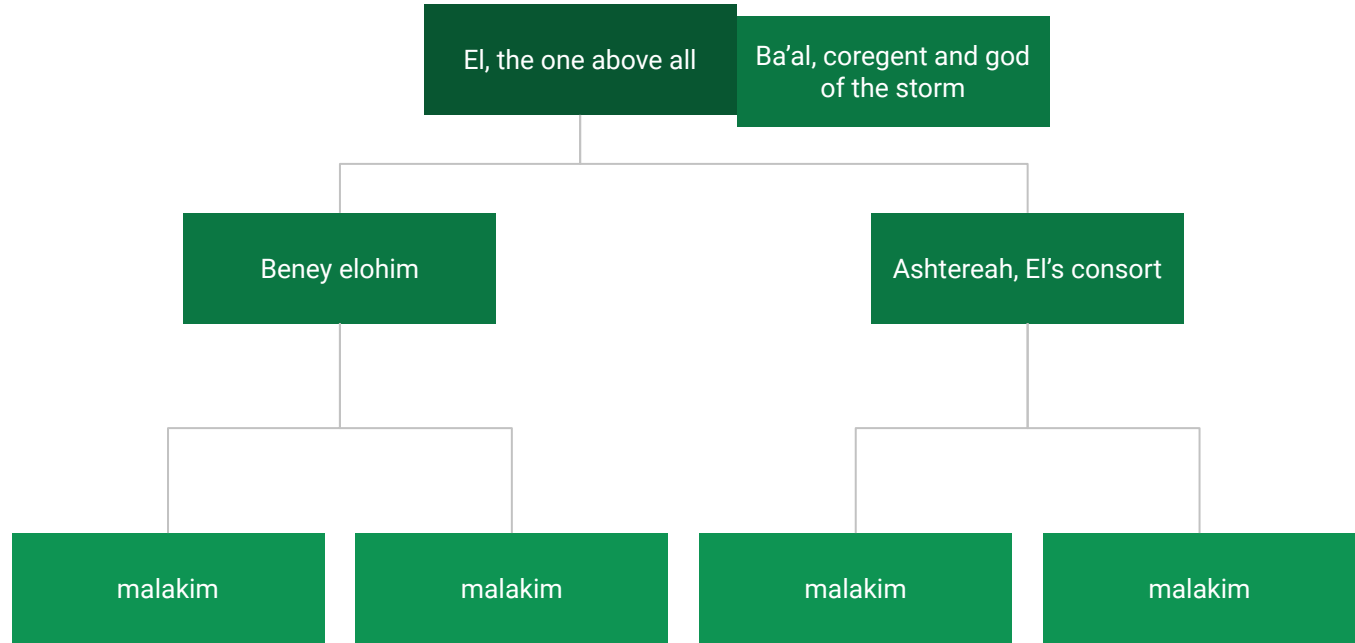 El, the one above all
Ba’al, coregent and god
of the storm
Beney elohim
Ashtereah, El’s consort
malakim
malakim
malakim
malakim